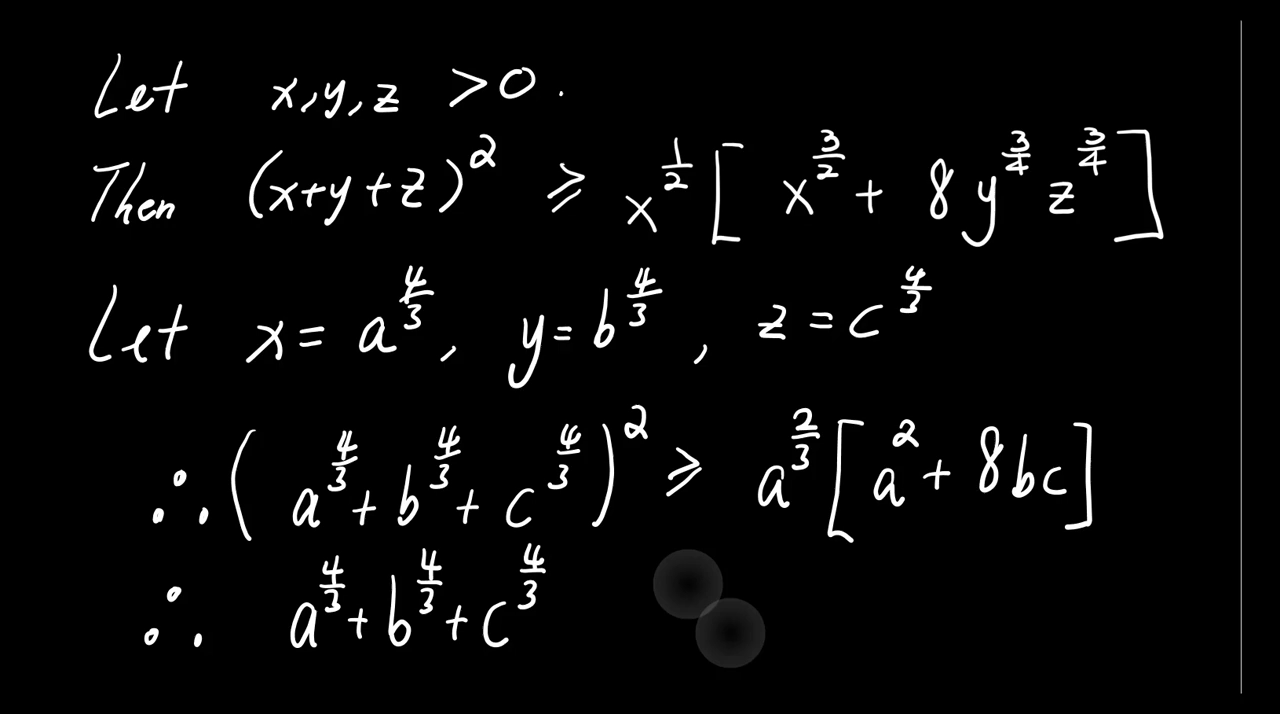 Let x,y,z >0.
Then (x+y+z)^2 ⩾ x^{1/2} [ x^{3/2} + 8 y^{3/4} z^{3/4} ]
Let x = a^{4/3}, y = b^{4/3}, z = c^{4/3}
∴ ( a^{4/3} + b^{4/3} + c^{4/3} )^2 ⩾ a^{2/3} [ a^2 + 8bc ]
∴ a^{4/3} + b^{4/3} + c^{4/3}